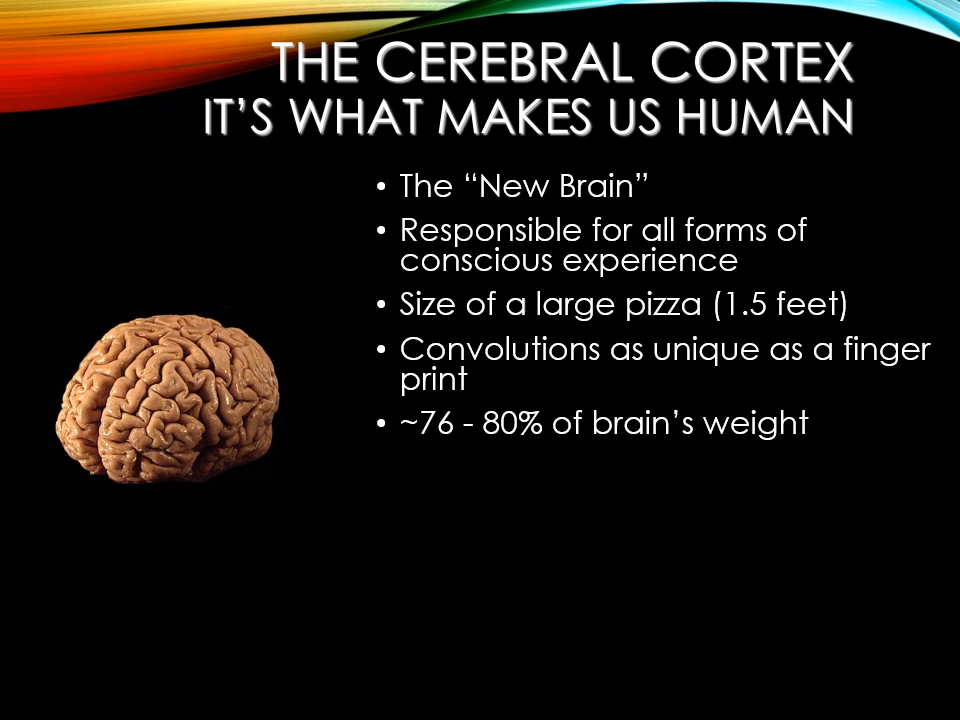 THE CEREBRAL CORTEX
IT’S WHAT MAKES US HUMAN
• The “New Brain”
• Responsible for all forms of
conscious experience
• Size of a large pizza (1.5 feet)
• Convolutions as unique as a finger
print
• ~76 - 80% of brain’s weight